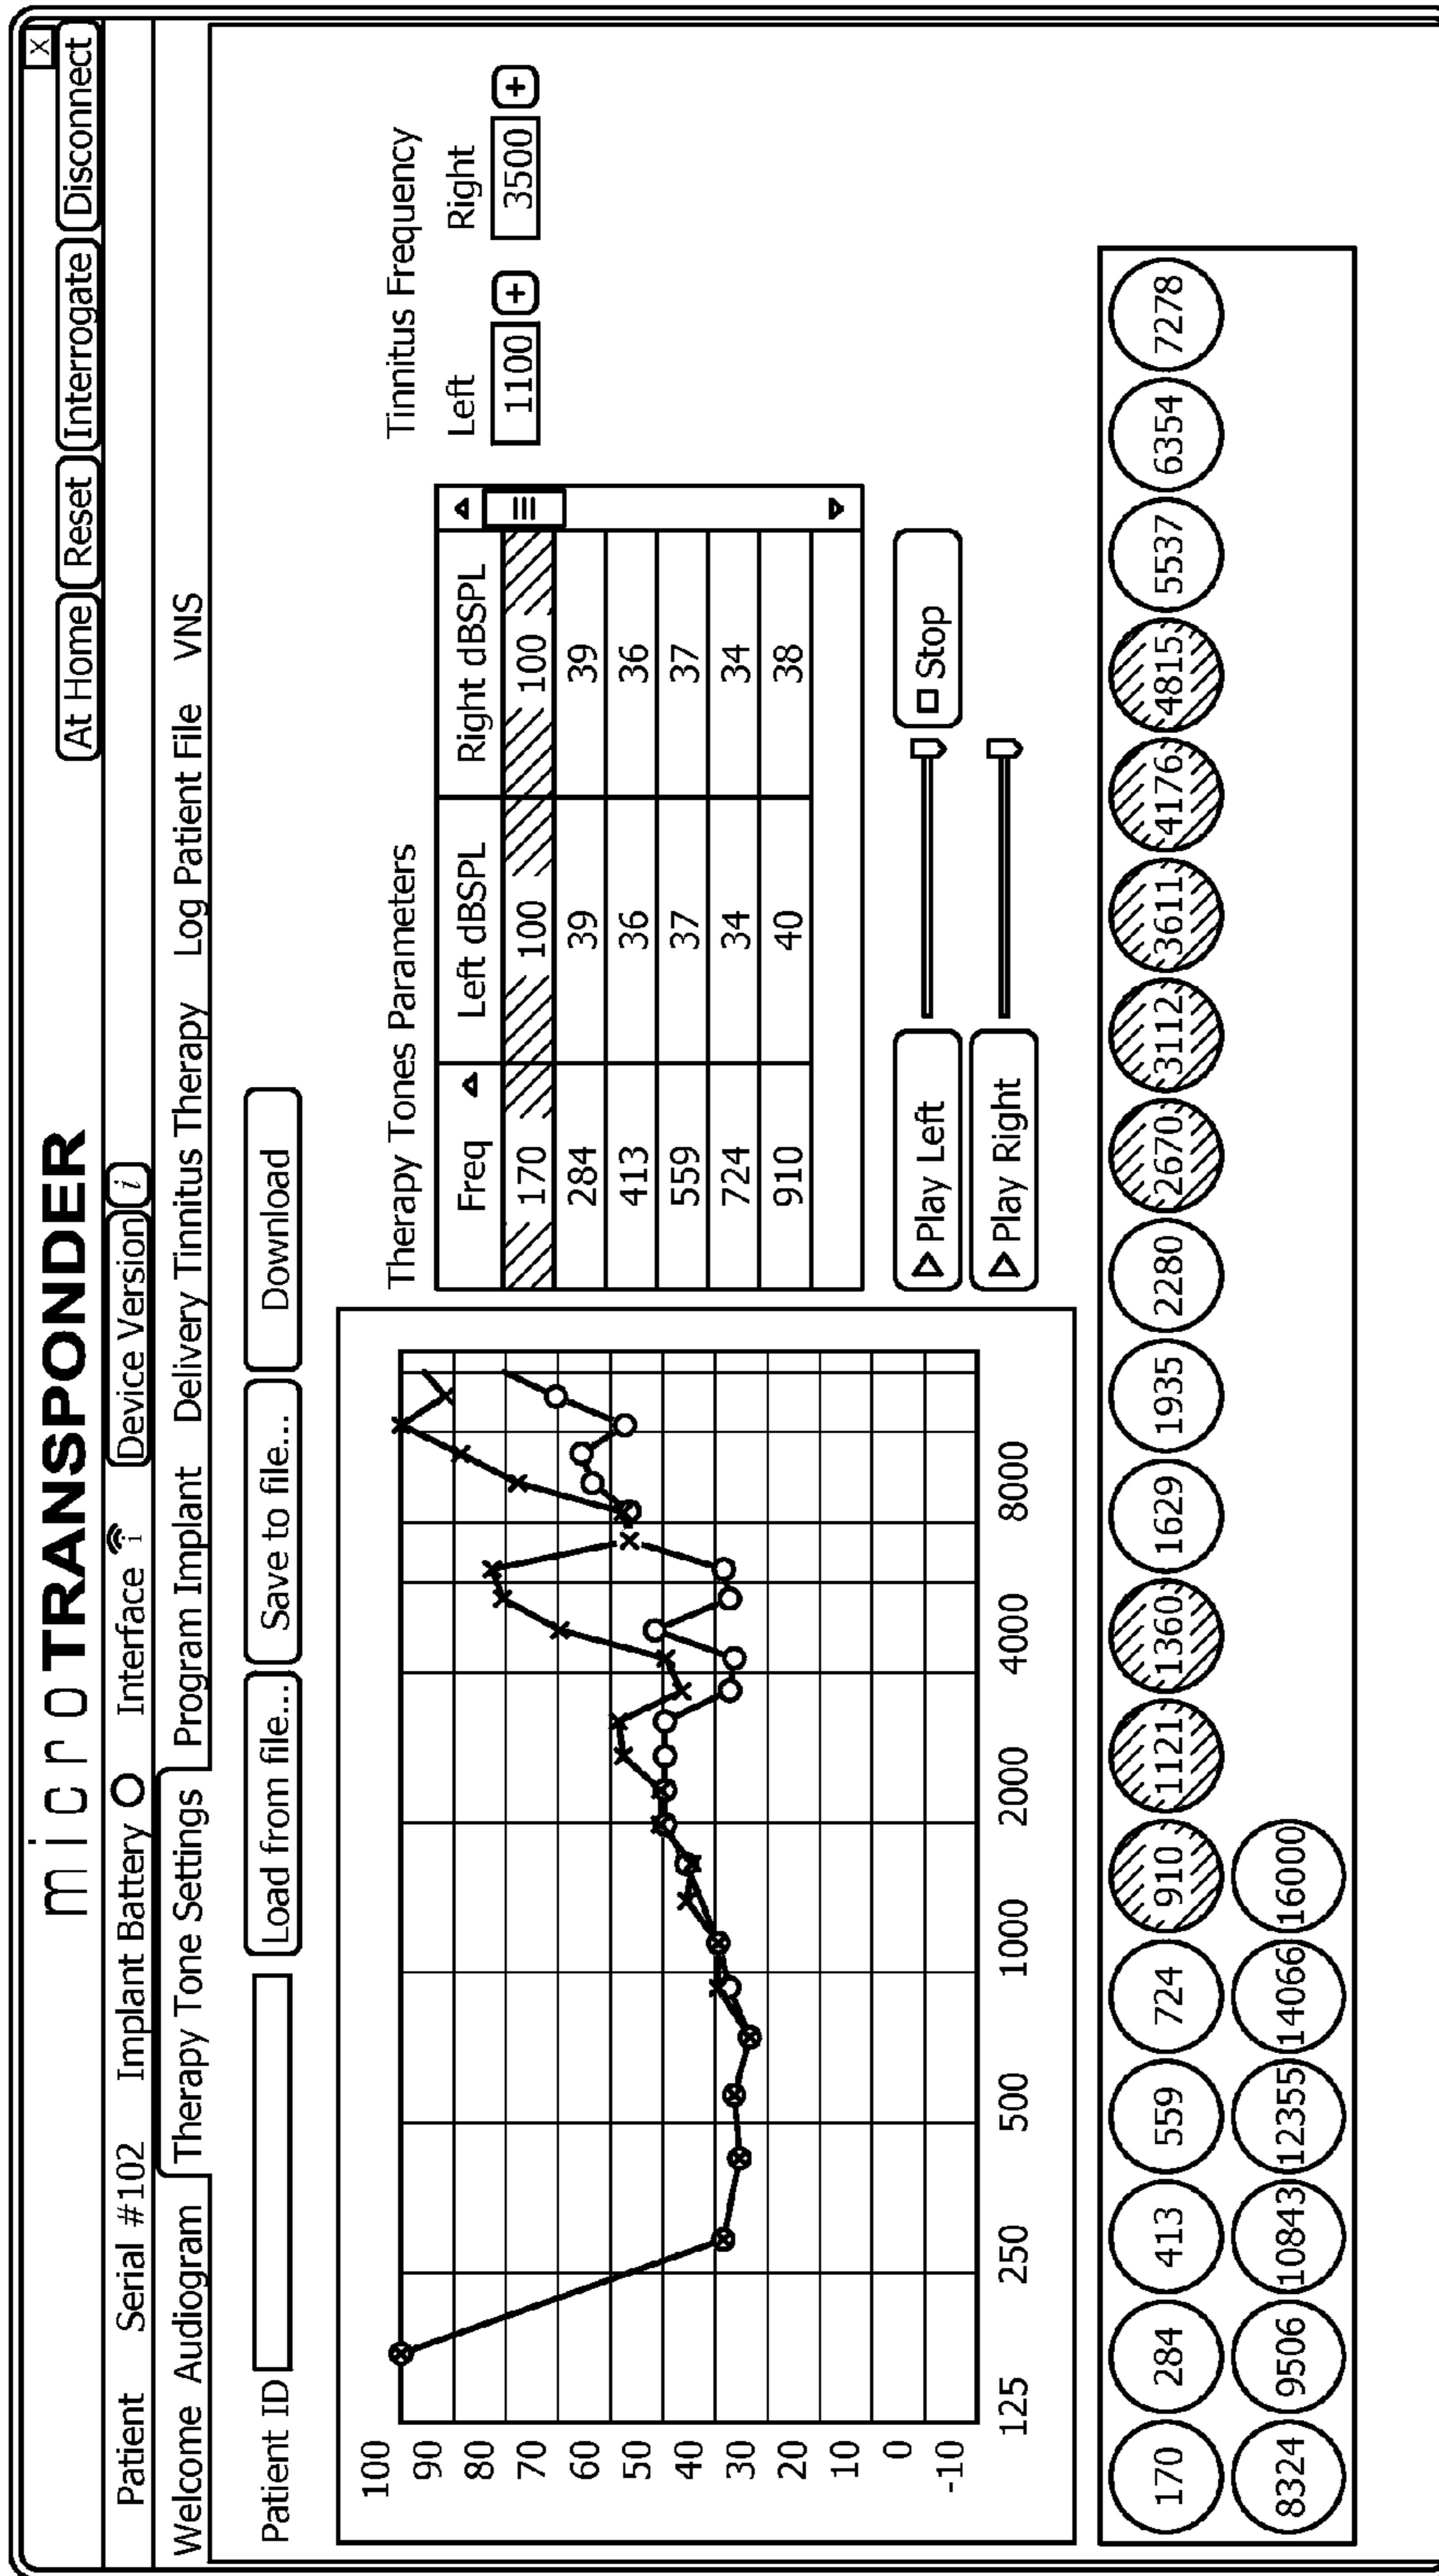 X
microTRANSPONDER
At Home Reset Interrogate Disconnect
Patient Serial #102 Implant Battery Interface i Device Version i
Welcome Audiogram Therapy Tone Settings Program Implant Delivery Tinnitus Therapy Log Patient File VNS
Patient ID Load from file... Save to file... Download
Therapy Tones Parameters
Tinnitus Frequency
Left Right
1100 + 3500 +
Freq Left dBSPL Right dBSPL
170 100 100
284 39 39
413 36 36
559 37 37
724 34 34
910 40 38
Play Left Stop
Play Right
100
90
80
70
60
50
40
30
20
10
0
-10
125 250 500 1000 2000 4000 8000
170 284 413 559 724 910 1121 1360 1629 1935 2280 2670 3112 3611 4176 4815 5537 6354 7278
8324 9506 10843 12355 14066 16000